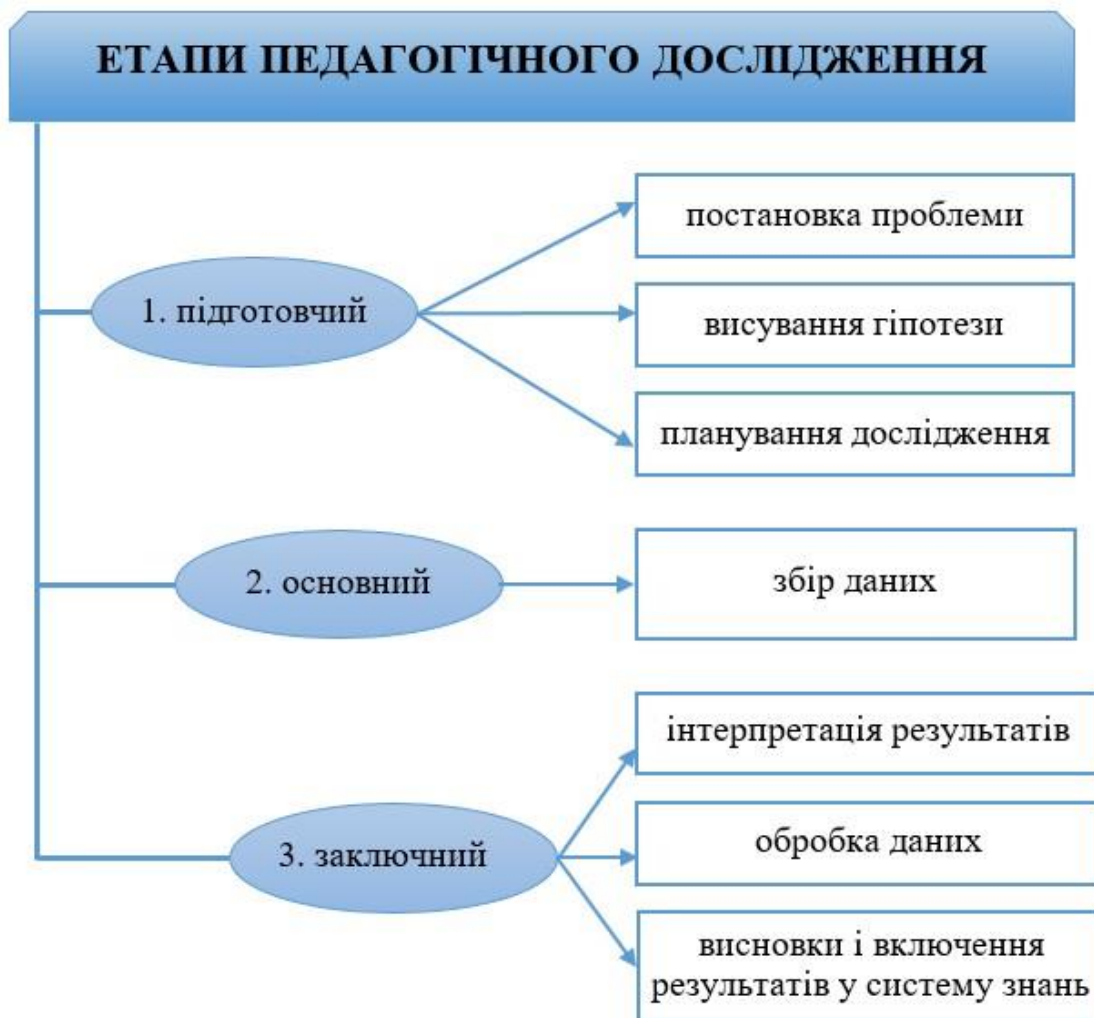 ЕТАПИ ПЕДАГОГІЧНОГО ДОСЛІДЖЕННЯ
1. підготовчий
постановка проблеми
висування гіпотези
планування дослідження
2. основний
збір даних
3. заключний
інтерпретація результатів
обробка даних
висновки і включення
результатів у систему знань